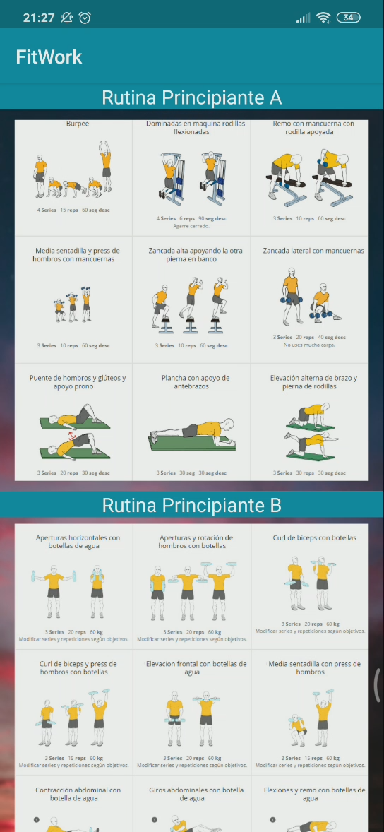 21:27
34
FitWork
Rutina Principiante A
Burpee
Dominadas en maquina rodillas
flexionadas
Remo con mancuerna con
rodilla apoyada
4 Series 15 reps 60 seg desc
4 Series 6 reps 90 seg desc
Agarre cerrado.
3 Series 10 reps 60 seg desc
Media sentadilla y press de
hombros con mancuernas
Zancada alta apoyando la otra
pierna en banco
Zancada lateral con mancuernas
3 Series 10 reps 60 seg desc
3 Series 10 reps 60 seg desc
2 Series 20 reps 40 seg desc
No uses mucha carga.
Puente de hombros y glúteos y
apoyo prono
Plancha con apoyo de
antebrazos
Elevación alterna de brazo y
pierna de rodillas
3 Series 20 reps 30 seg desc
3 Series 30 seg 30 seg desc
3 Series 20 reps 30 seg desc
Rutina Principiante B
Aperturas horizontales con
botellas de agua
Aperturas y rotación de
hombros con botellas
Curl de biceps con botellas
3 Series 20 reps 60 kg
Modificar series y repeticiones según objetivos.
3 Series 20 reps 60 kg
Modificar series y repeticiones según objetivos.
3 Series 20 reps 60 kg
Modificar series y repeticiones según objetivos.
Curl de biceps y press de
hombros con botellas
Elevación frontal con botellas de
agua
Media sentadilla con press de
hombros
3 Series 15 reps 60 kg
Modificar series y repeticiones según objetivos.
3 Series 20 reps 60 kg
Modificar series y repeticiones según objetivos.
3 Series 15 reps 60 kg
Modificar series y repeticiones según objetivos.
Contracción abdominal con
botella de agua
Giros abdominales con botella
de agua
Flexiones y remo con botellas de
agua